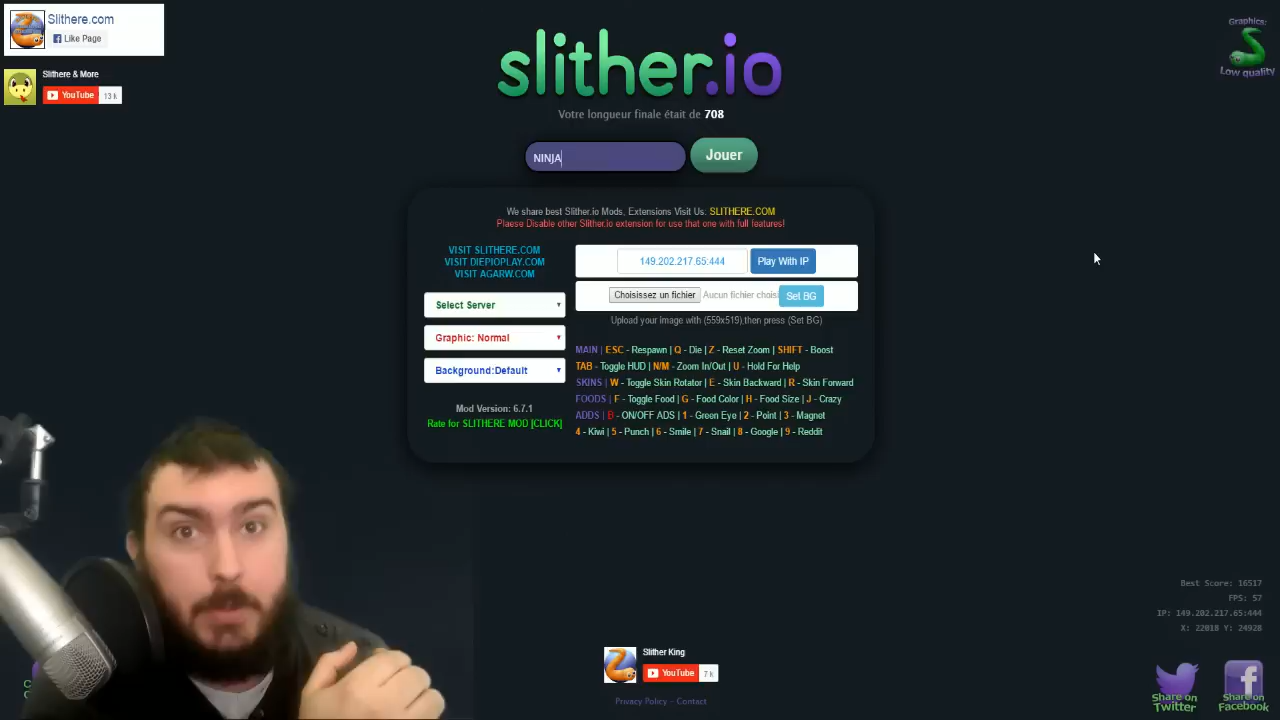 Slithere.com
Like Page
Slithere & More
YouTube 13 k
Graphics:
Low quality
slither.io
Votre longueur finale était de 708
NINJA
Jouer
We share best Slither.io Mods, Extensions Visit Us: SLITHERE.COM
Plaese Disable other Slither.io extension for use that one with full features!
VISIT SLITHERE.COM
VISIT DIEPIOPLAY.COM
VISIT AGARW.COM
149.202.217.65:444 Play With IP
Select Server
Choisissez un fichier Aucun fichier choisi Set BG
Upload your image with (559x519),then press (Set BG)
Graphic: Normal
Background:Default
MAIN | ESC - Respawn | Q - Die | Z - Reset Zoom | SHIFT - Boost
TAB - Toggle HUD | N/M - Zoom In/Out | U - Hold For Help
SKINS | W - Toggle Skin Rotator | E - Skin Backward | R - Skin Forward
FOODS | F - Toggle Food | G - Food Color | H - Food Size | J - Crazy
ADDS | D - ON/OFF ADS | 1 - Green Eye | 2 - Point | 3 - Magnet
4 - Kiwi | 5 - Punch | 6 - Smile | 7 - Snail | 8 - Google | 9 - Reddit
Mod Version: 6.7.1
Rate for SLITHERE MOD [CLICK]
Best Score: 16517
FPS: 57
IP: 149.202.217.65:444
X: 22018 Y: 24928
Slither King
YouTube 7k
Privacy Policy - Contact
Share on
Twitter
Share on
Facebook